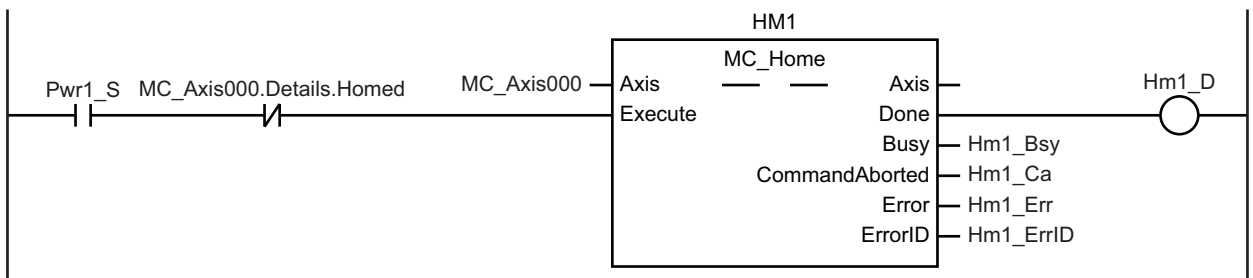 HM1
MC_Home
Pwr1_S MC_Axis000.Details.Homed MC_Axis000 Axis Axis Hm1_D
Execute Done
Busy Hm1_Bsy
CommandAborted Hm1_Ca
Error Hm1_Err
ErrorID Hm1_ErrID